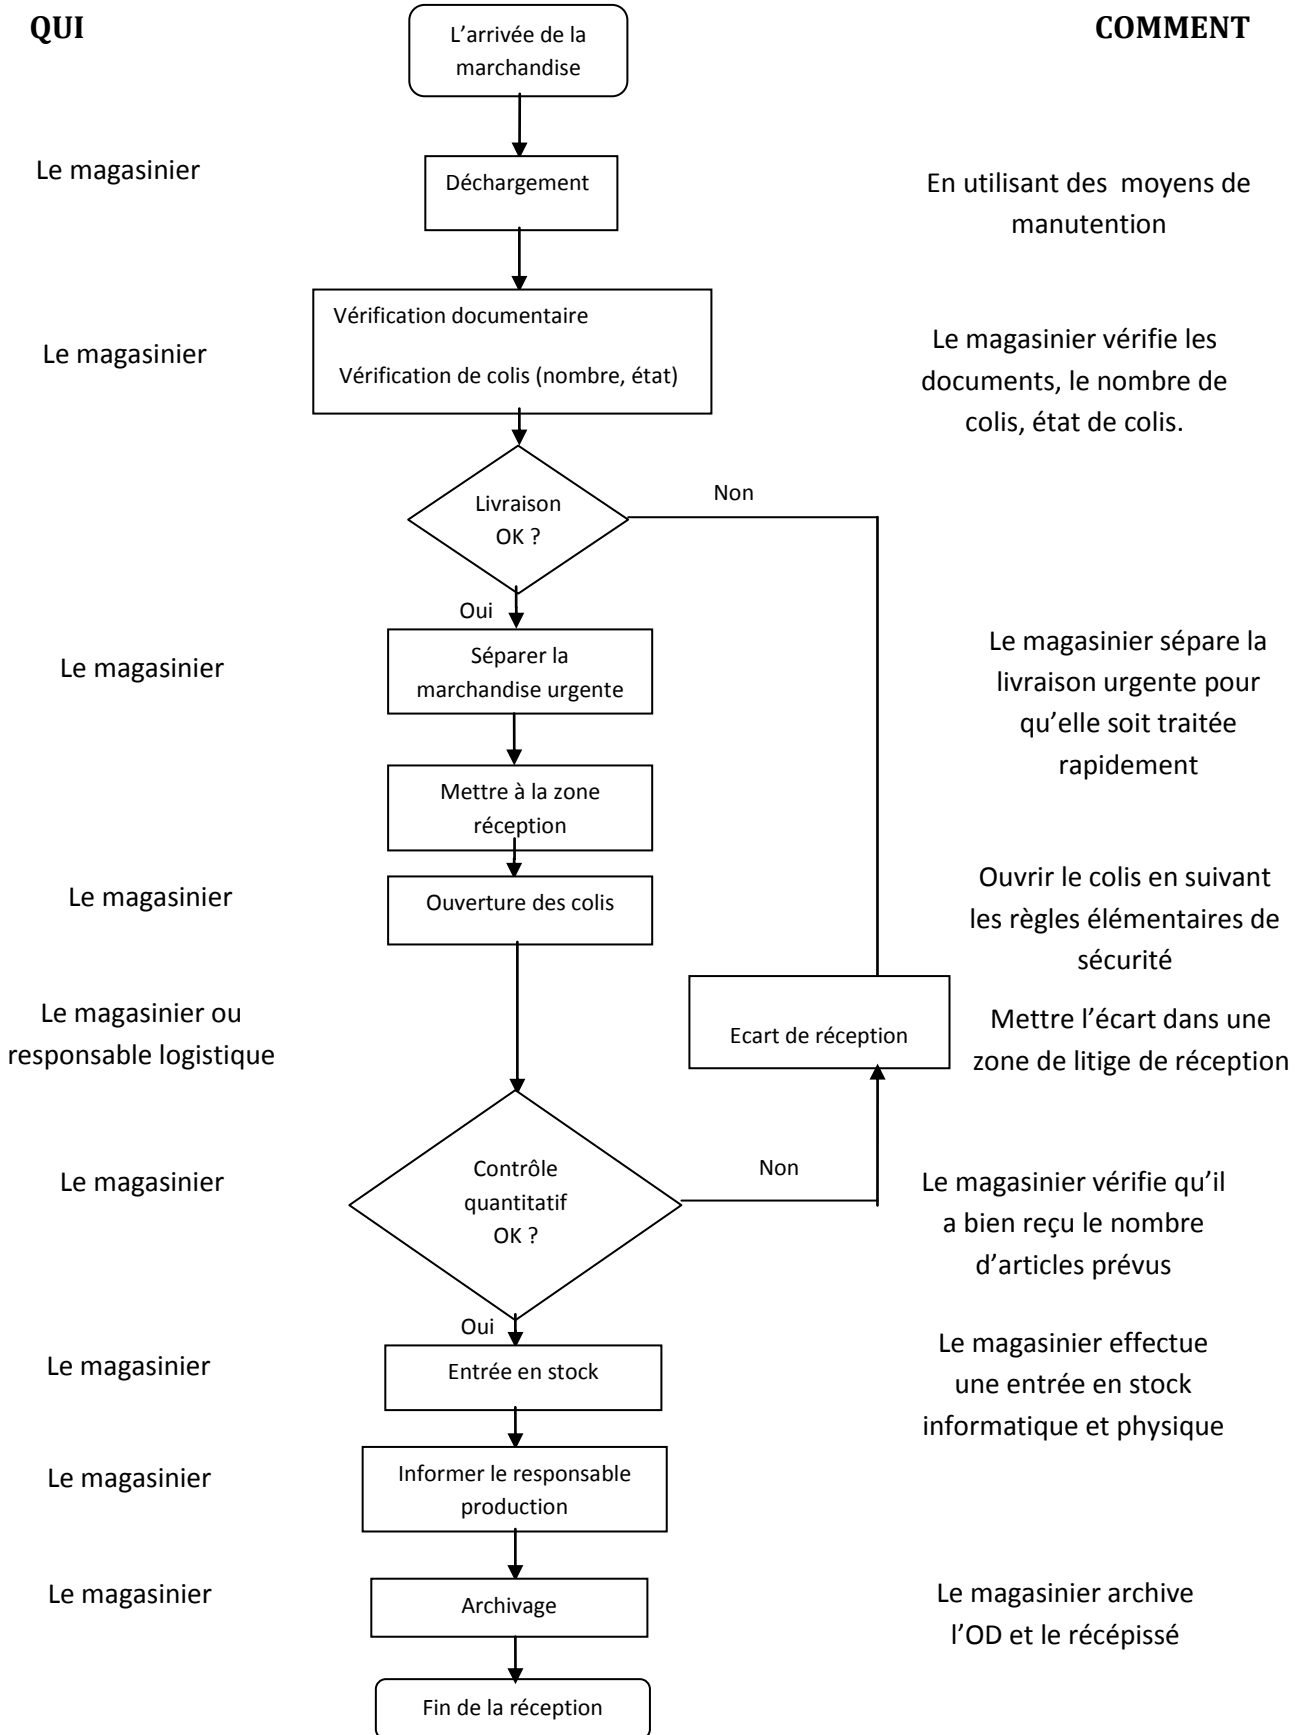 QUI
COMMENT
L’arrivée de la
marchandise
Le magasinier
Déchargement
En utilisant des moyens de
manutention
Le magasinier
Vérification documentaire
Vérification de colis (nombre, état)
Le magasinier vérifie les
documents, le nombre de
colis, état de colis.
Livraison
OK ?
Non
Oui
Le magasinier
Séparer la
marchandise urgente
Le magasinier sépare la
livraison urgente pour
qu’elle soit traitée
rapidement
Mettre à la zone
réception
Le magasinier
Ouverture des colis
Ouvrir le colis en suivant
les règles élémentaires de
sécurité
Le magasinier ou
responsable logistique
Ecart de réception
Mettre l’écart dans une
zone de litige de réception
Le magasinier
Contrôle
quantitatif
OK ?
Non
Le magasinier vérifie qu’il
a bien reçu le nombre
d’articles prévus
Oui
Le magasinier
Entrée en stock
Le magasinier effectue
une entrée en stock
informatique et physique
Le magasinier
Informer le responsable
production
Le magasinier
Archivage
Le magasinier archive
l’OD et le récépissé
Fin de la réception